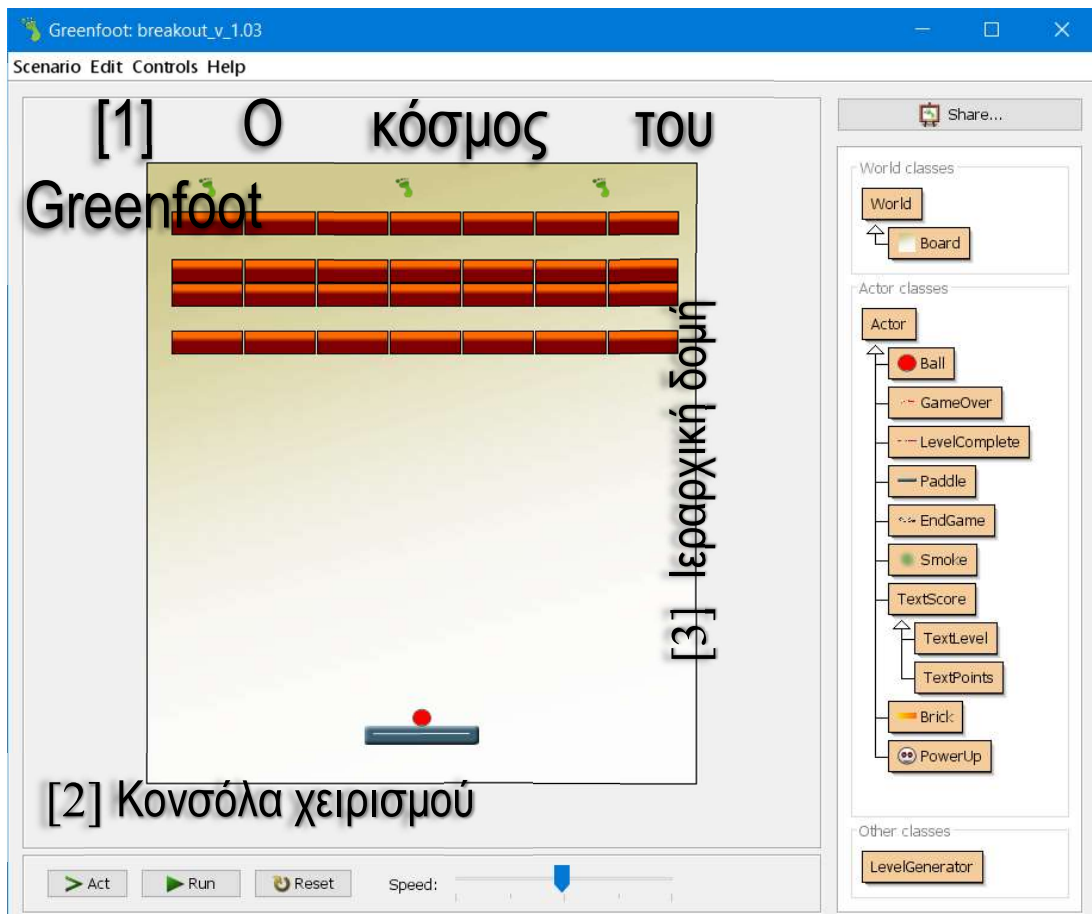 Greenfoot: breakout_v_1.03
Scenario Edit Controls Help
[1] Ο κόσμος του
Greenfoot
[3] Ιεραρχική δομή
[2] Κονσόλα χειρισμού
Act
Run
Reset
Speed:
Share...
World classes
World
Board
Actor classes
Actor
Ball
GameOver
LevelComplete
Paddle
EndGame
Smoke
TextScore
TextLevel
TextPoints
Brick
PowerUp
Other classes
LevelGenerator